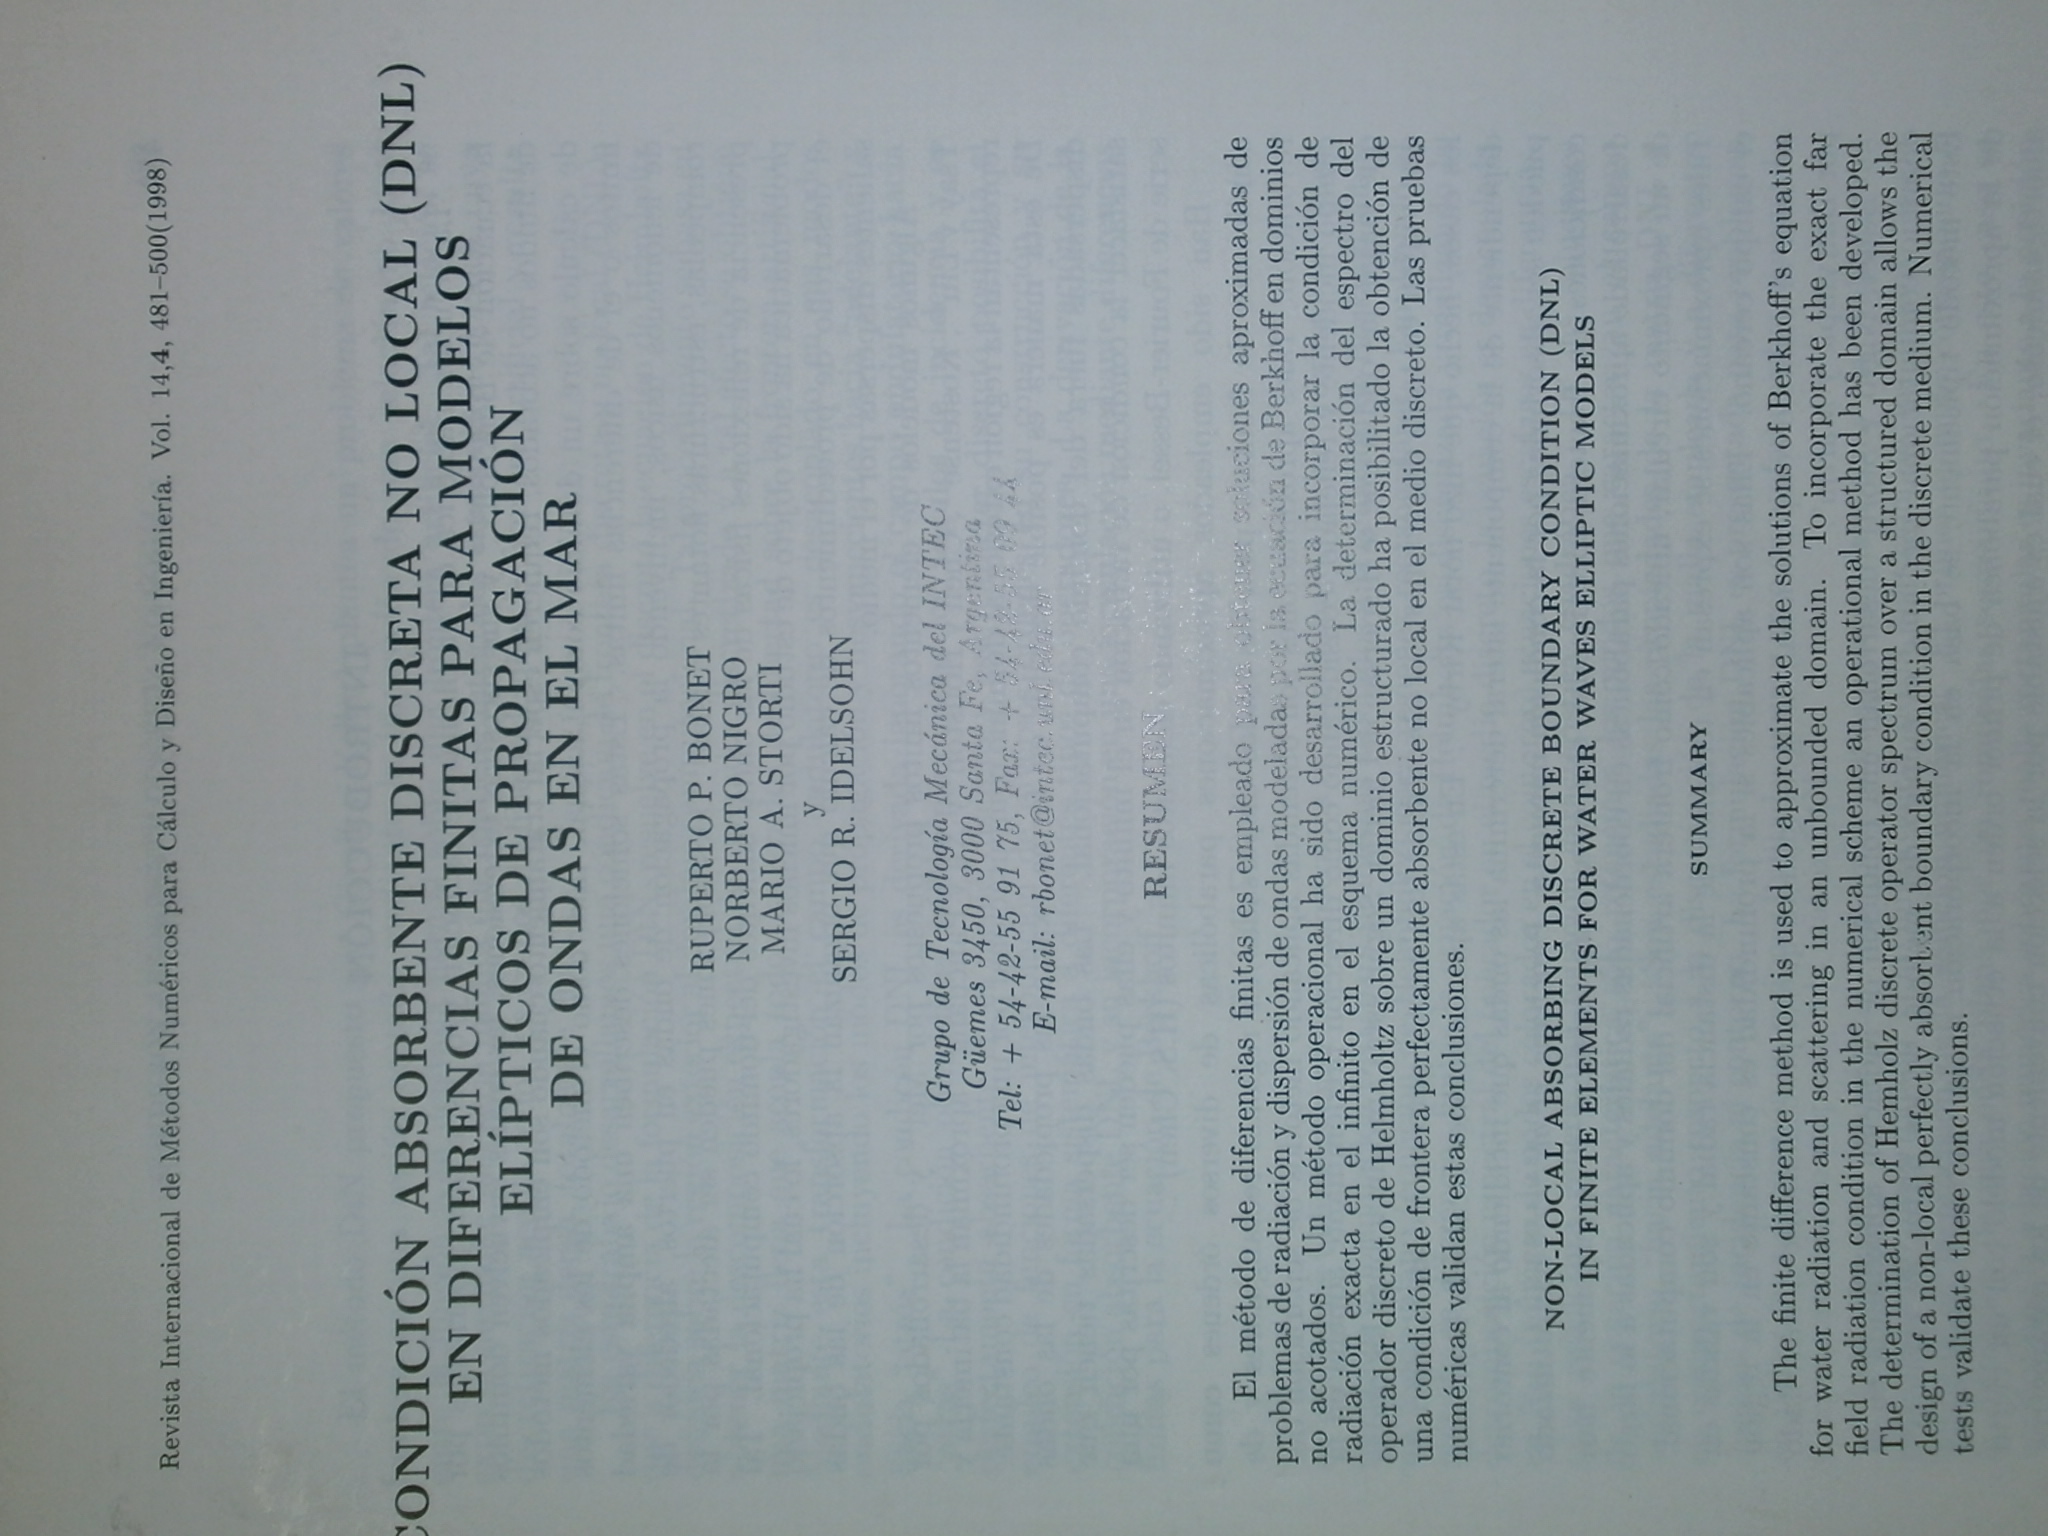 Revista Internacional de Métodos Numéricos para Cálculo y Diseño en Ingeniería. Vol. 14,4, 481–500(1998)
CONDICIÓN ABSORBENTE DISCRETA NO LOCAL (DNL)
EN DIFERENCIAS FINITAS PARA MODELOS
ELÍPTICOS DE PROPAGACIÓN
DE ONDAS EN EL MAR
RUPERTO P. BONET
NORBERTO NIGRO
MARIO A. STORTI
y
SERGIO R. IDELSOHN
Grupo de Tecnología Mecánica del INTEC
Güemes 3450, 3000 Santa Fe, Argentina
Tel: + 54-42-55 91 75, Fax: + 54-42-55 09 44
E-mail: rbonet@intec.unl.edu.ar
RESUMEN
El método de diferencias finitas es empleado para obtener soluciones aproximadas de
problemas de radiación y dispersión de ondas modeladas por la ecuación de Berkhoff en dominios
no acotados. Un método operacional ha sido desarrollado para incorporar la condición de
radiación exacta en el infinito en el esquema numérico. La determinación del espectro del
operador discreto de Helmholtz sobre un dominio estructurado ha posibilitado la obtención de
una condición de frontera perfectamente absorbente no local en el medio discreto. Las pruebas
numéricas validan estas conclusiones.
NON-LOCAL ABSORBING DISCRETE BOUNDARY CONDITION (DNL)
IN FINITE ELEMENTS FOR WATER WAVES ELLIPTIC MODELS
SUMMARY
The finite difference method is used to approximate the solutions of Berkhoff's equation
for water radiation and scattering in an unbounded domain. To incorporate the exact far
field radiation condition in the numerical scheme an operational method has been developed.
The determination of Hemholz discrete operator spectrum over a structured domain allows the
design of a non-local perfectly absorbent boundary condition in the discrete medium. Numerical
tests validate these conclusions.